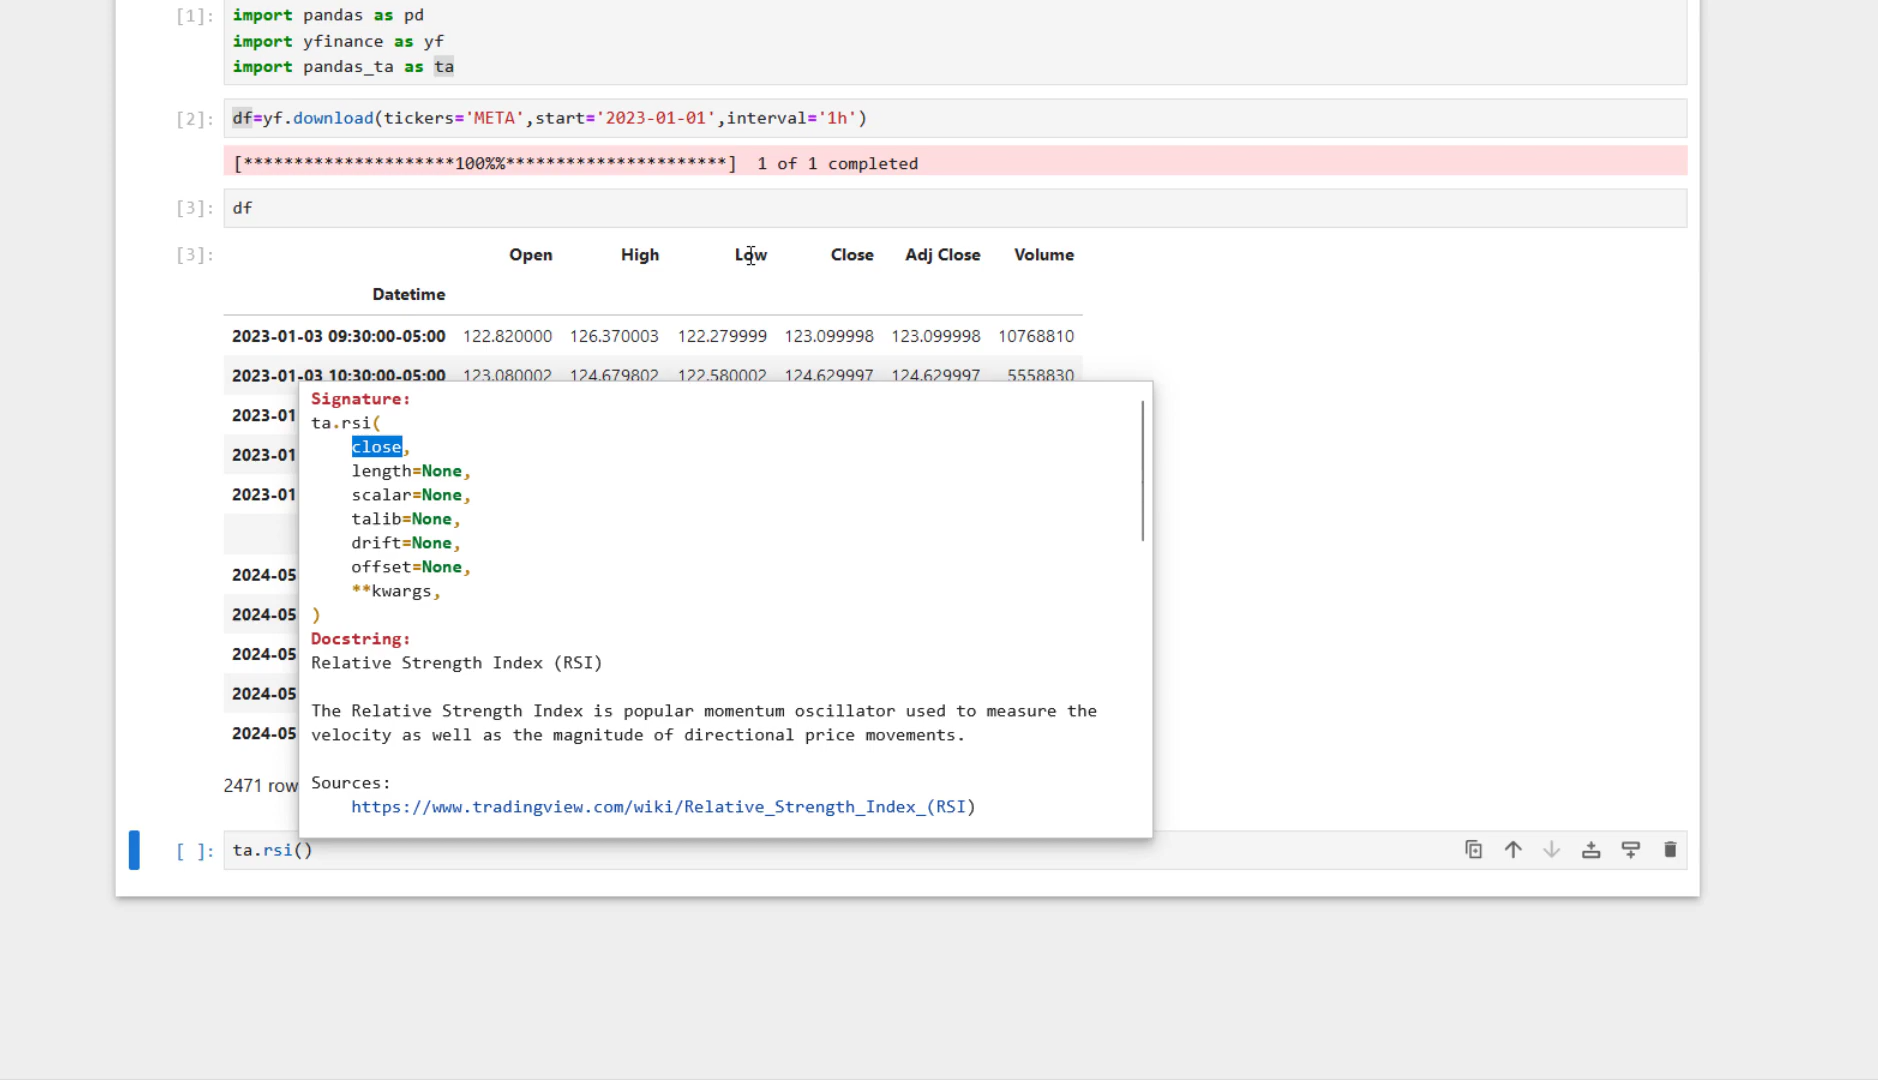 [1]: import pandas as pd
import yfinance as yf
import pandas_ta as ta
[2]: df=yf.download(tickers='META',start='2023-01-01',interval='1h')
[*********************100%%**********************] 1 of 1 completed
[3]: df
[3]: Open High Low Close Adj Close Volume
Datetime
2023-01-03 09:30:00-05:00 122.820000 126.370003 122.279999 123.099998 123.099998 10768810
2023-01-03 10:30:00-05:00 123.080002 124.679802 122.580002 124.629997 124.629997 5558830
2023-01
2023-01
2023-01
2024-05
2024-05
2024-05
2024-05
2024-05
2471 row
Signature:
ta.rsi(
close,
length=None,
scalar=None,
talib=None,
drift=None,
offset=None,
**kwargs,
)
Docstring:
Relative Strength Index (RSI)
The Relative Strength Index is popular momentum oscillator used to measure the
velocity as well as the magnitude of directional price movements.
Sources:
https://www.tradingview.com/wiki/Relative_Strength_Index_(RSI)
[ ]: ta.rsi()